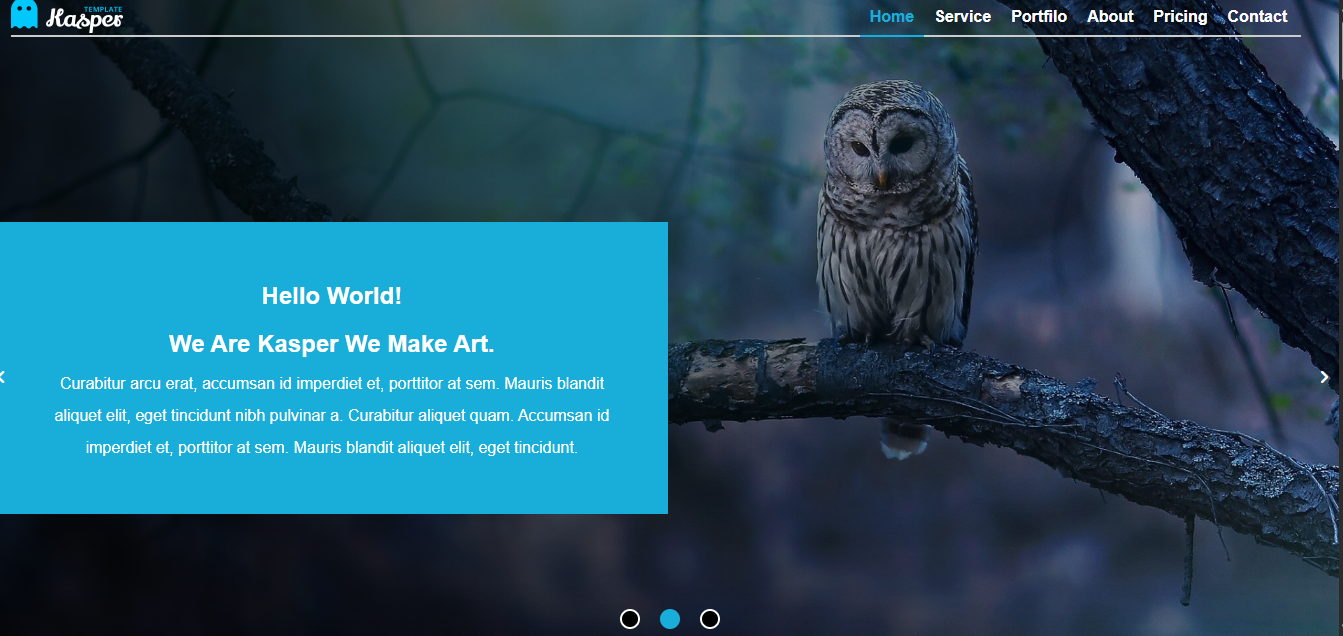 TEMPLATE
Kasper
Home Service Portfilo About Pricing Contact
Hello World!
We Are Kasper We Make Art.
Curabitur arcu erat, accumsan id imperdiet et, porttitor at sem. Mauris blandit
aliquet elit, eget tincidunt nibh pulvinar a. Curabitur aliquet quam. Accumsan id
imperdiet et, porttitor at sem. Mauris blandit aliquet elit, eget tincidunt.